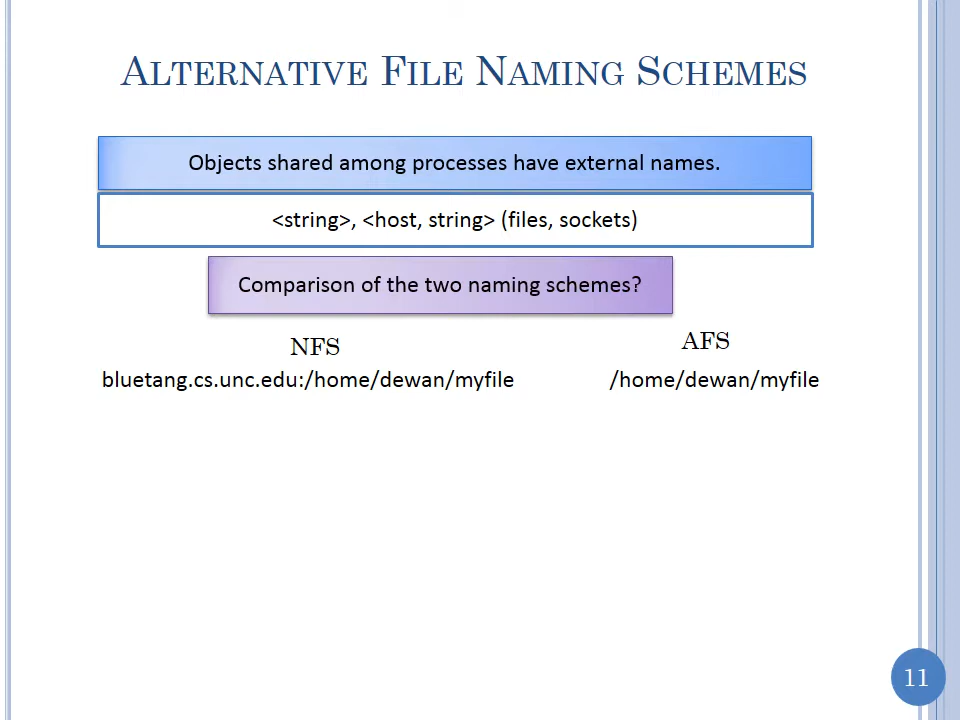 ALTERNATIVE FILE NAMING SCHEMES
Objects shared among processes have external names.
<string>, <host, string> (files, sockets)
Comparison of the two naming schemes?
NFS
AFS
bluetang.cs.unc.edu:/home/dewan/myfile
/home/dewan/myfile
11